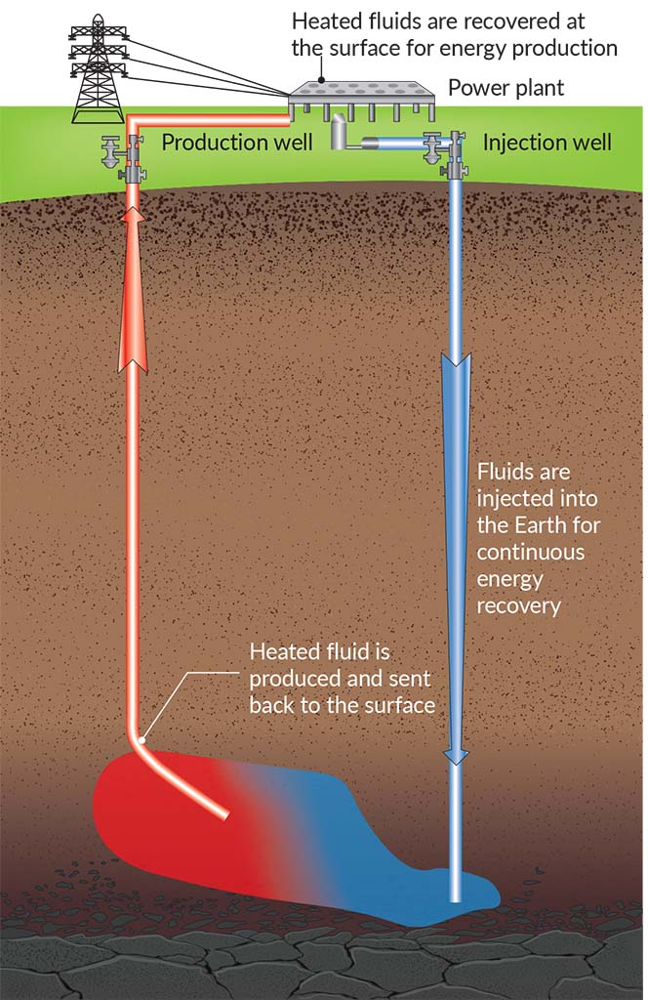 Heated fluids are recovered at
the surface for energy production
Power plant
Production well
Injection well
Fluids are
injected into
the Earth for
continuous
energy
recovery
Heated fluid is
produced and sent
back to the surface